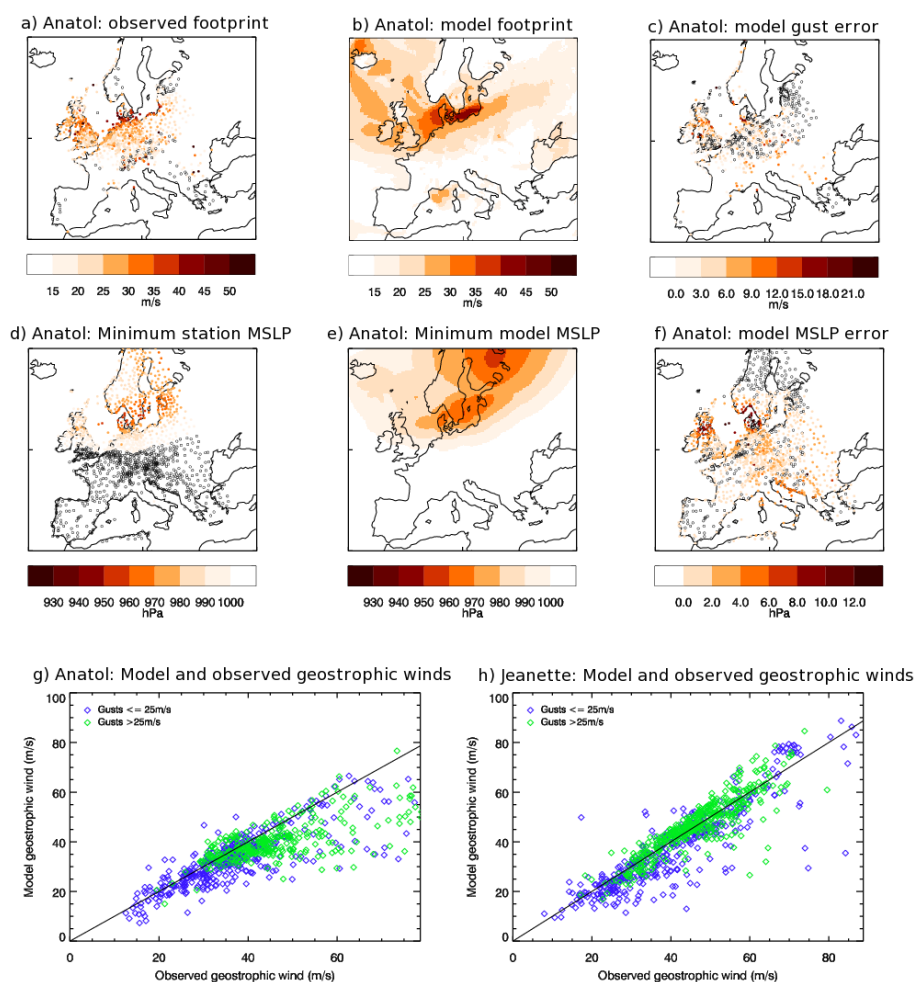 a) Anatol: observed footprint
b) Anatol: model footprint
c) Anatol: model gust error
15 20 25 30 35 40 45 50
m/s
15 20 25 30 35 40 45 50
m/s
0.0 3.0 6.0 9.0 12.0 15.0 18.0 21.0
m/s
d) Anatol: Minimum station MSLP
e) Anatol: Minimum model MSLP
f) Anatol: model MSLP error
930 940 950 960 970 980 990 1000
hPa
930 940 950 960 970 980 990 1000
hPa
0.0 2.0 4.0 6.0 8.0 10.0 12.0
hPa
g) Anatol: Model and observed geostrophic winds
100
80
60
40
20
0
Model geostrophic wind (m/s)
Gusts <= 25m/s
Gusts >25m/s
0 20 40 60
Observed geostrophic wind (m/s)
h) Jeanette: Model and observed geostrophic winds
100
80
60
40
20
0
Model geostrophic wind (m/s)
Gusts <= 25m/s
Gusts >25m/s
0 20 40 60 80
Observed geostrophic wind (m/s)